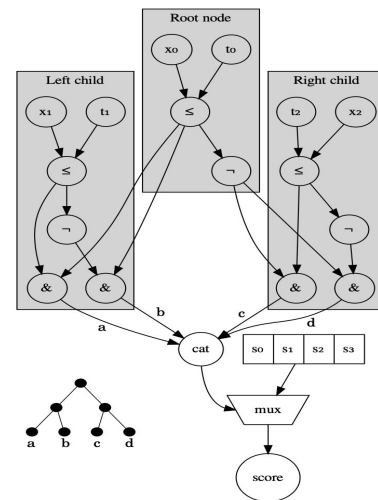 Root node
x₀ t₀
Left child
Right child
x₁ t₁
≤
t₂ x₂
≤
≤
¬
¬
¬
& &
& &
a b c d
cat
s₀ s₁ s₂ s₃
mux
a b c d
score